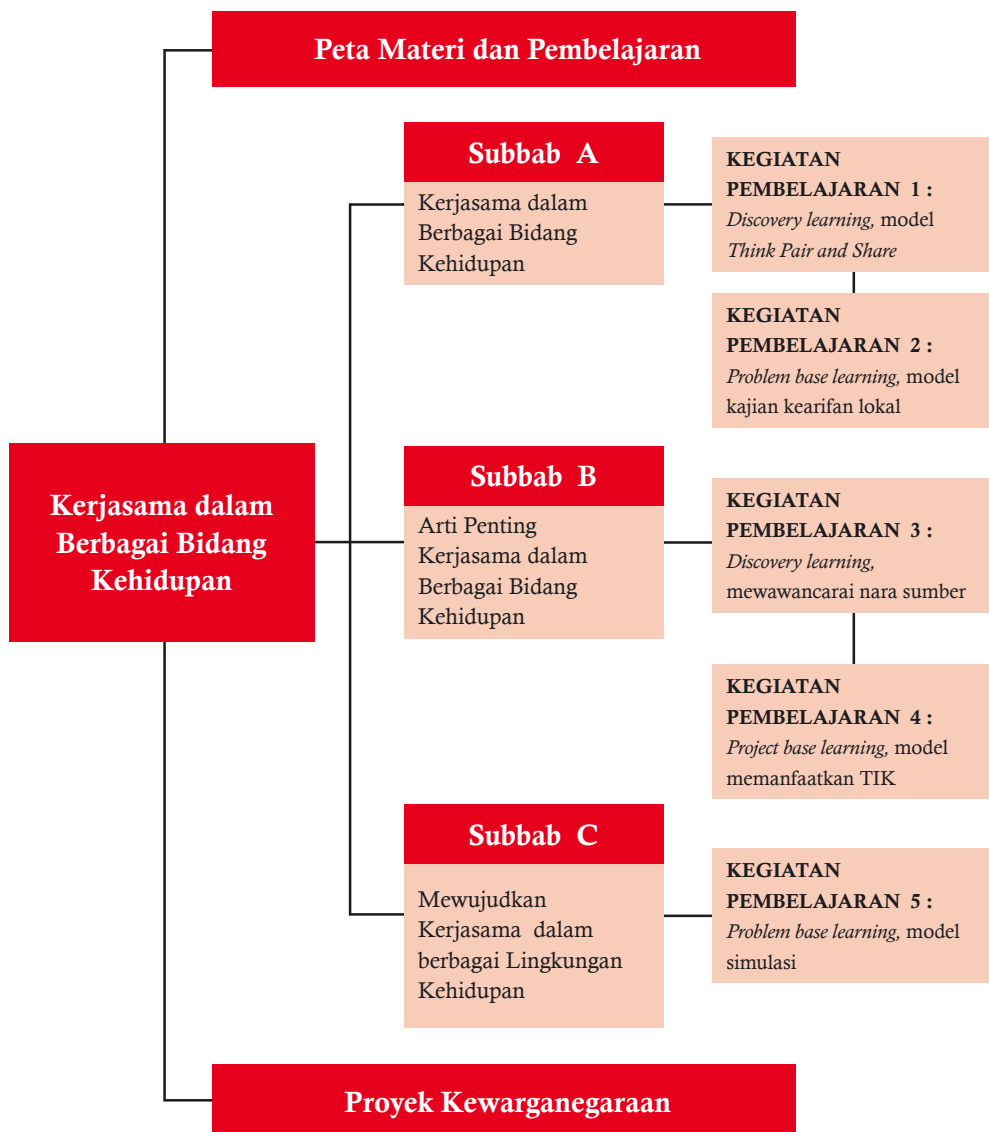 Peta Materi dan Pembelajaran
Subbab A
Kerjasama dalam
Berbagai Bidang
Kehidupan
KEGIATAN
PEMBELAJARAN 1 :
Discovery learning, model
Think Pair and Share
KEGIATAN
PEMBELAJARAN 2 :
Problem base learning, model
kajian kearifan lokal
Kerjasama dalam
Berbagai Bidang
Kehidupan
Subbab B
Arti Penting
Kerjasama dalam
Berbagai Bidang
Kehidupan
KEGIATAN
PEMBELAJARAN 3 :
Discovery learning,
mewawancarai nara sumber
KEGIATAN
PEMBELAJARAN 4 :
Project base learning, model
memanfaatkan TIK
Subbab C
Mewujudkan
Kerjasama dalam
berbagai Lingkungan
Kehidupan
KEGIATAN
PEMBELAJARAN 5 :
Problem base learning, model
simulasi
Proyek Kewarganegaraan